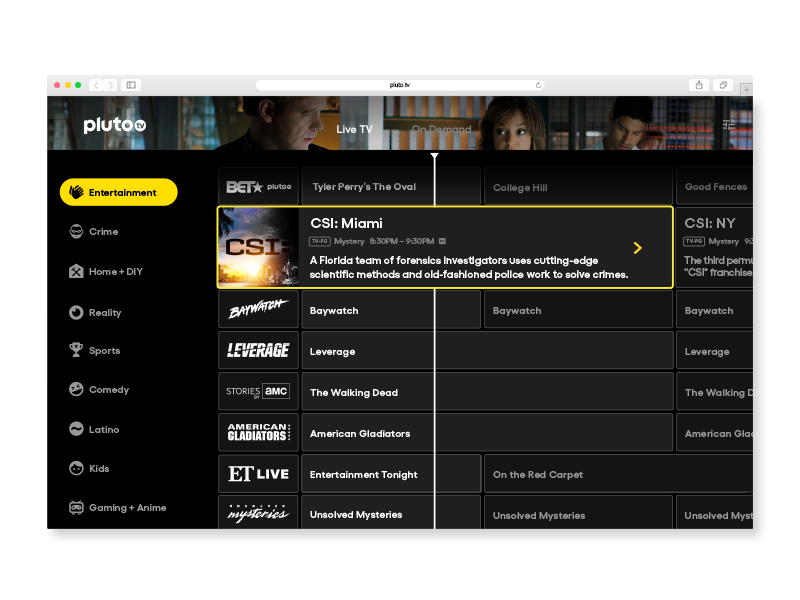 pluto.tv
pluto tv
Live TV
On Demand
Entertainment
Crime
Home + DIY
Reality
Sports
Comedy
Latino
Kids
Gaming + Anime
BET★ pluto tv
Tyler Perry's The Oval
College Hill
Good Fences
CSI:
CSI: Miami
TV-PG Mystery 8:30PM – 9:30PM
A Florida team of forensics investigators uses cutting-edge
scientific methods and old-fashioned police work to solve crimes.
CSI: NY
TV-PG Mystery 9:3
The third permu
"CSI" franchise
BAYWATCH
Baywatch
Baywatch
Baywatch
LEVERAGE
Leverage
Leverage
STORIES BY aMC
The Walking Dead
The Walking D
AMERICAN
GLADIATORS
American Gladiators
American Glad
ET LIVE
Entertainment Tonight
On the Red Carpet
UNSOLVED
mysteries
Unsolved Mysteries
Unsolved Mysteries
Unsolved Myst